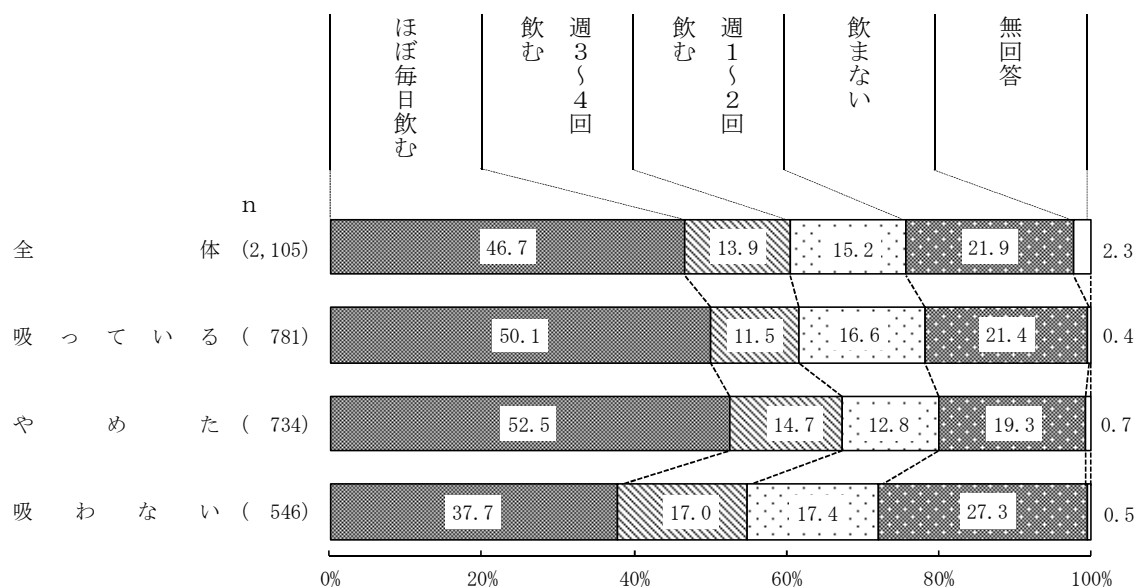 ほぼ毎日飲む
週3～4回
飲む
週1～2回
飲む
飲まない
無回答
n
全体 (2,105) 46.7 13.9 15.2 21.9 2.3
吸っている ( 781) 50.1 11.5 16.6 21.4 0.4
やめた ( 734) 52.5 14.7 12.8 19.3 0.7
吸わない ( 546) 37.7 17.0 17.4 27.3 0.5
0% 20% 40% 60% 80% 100%